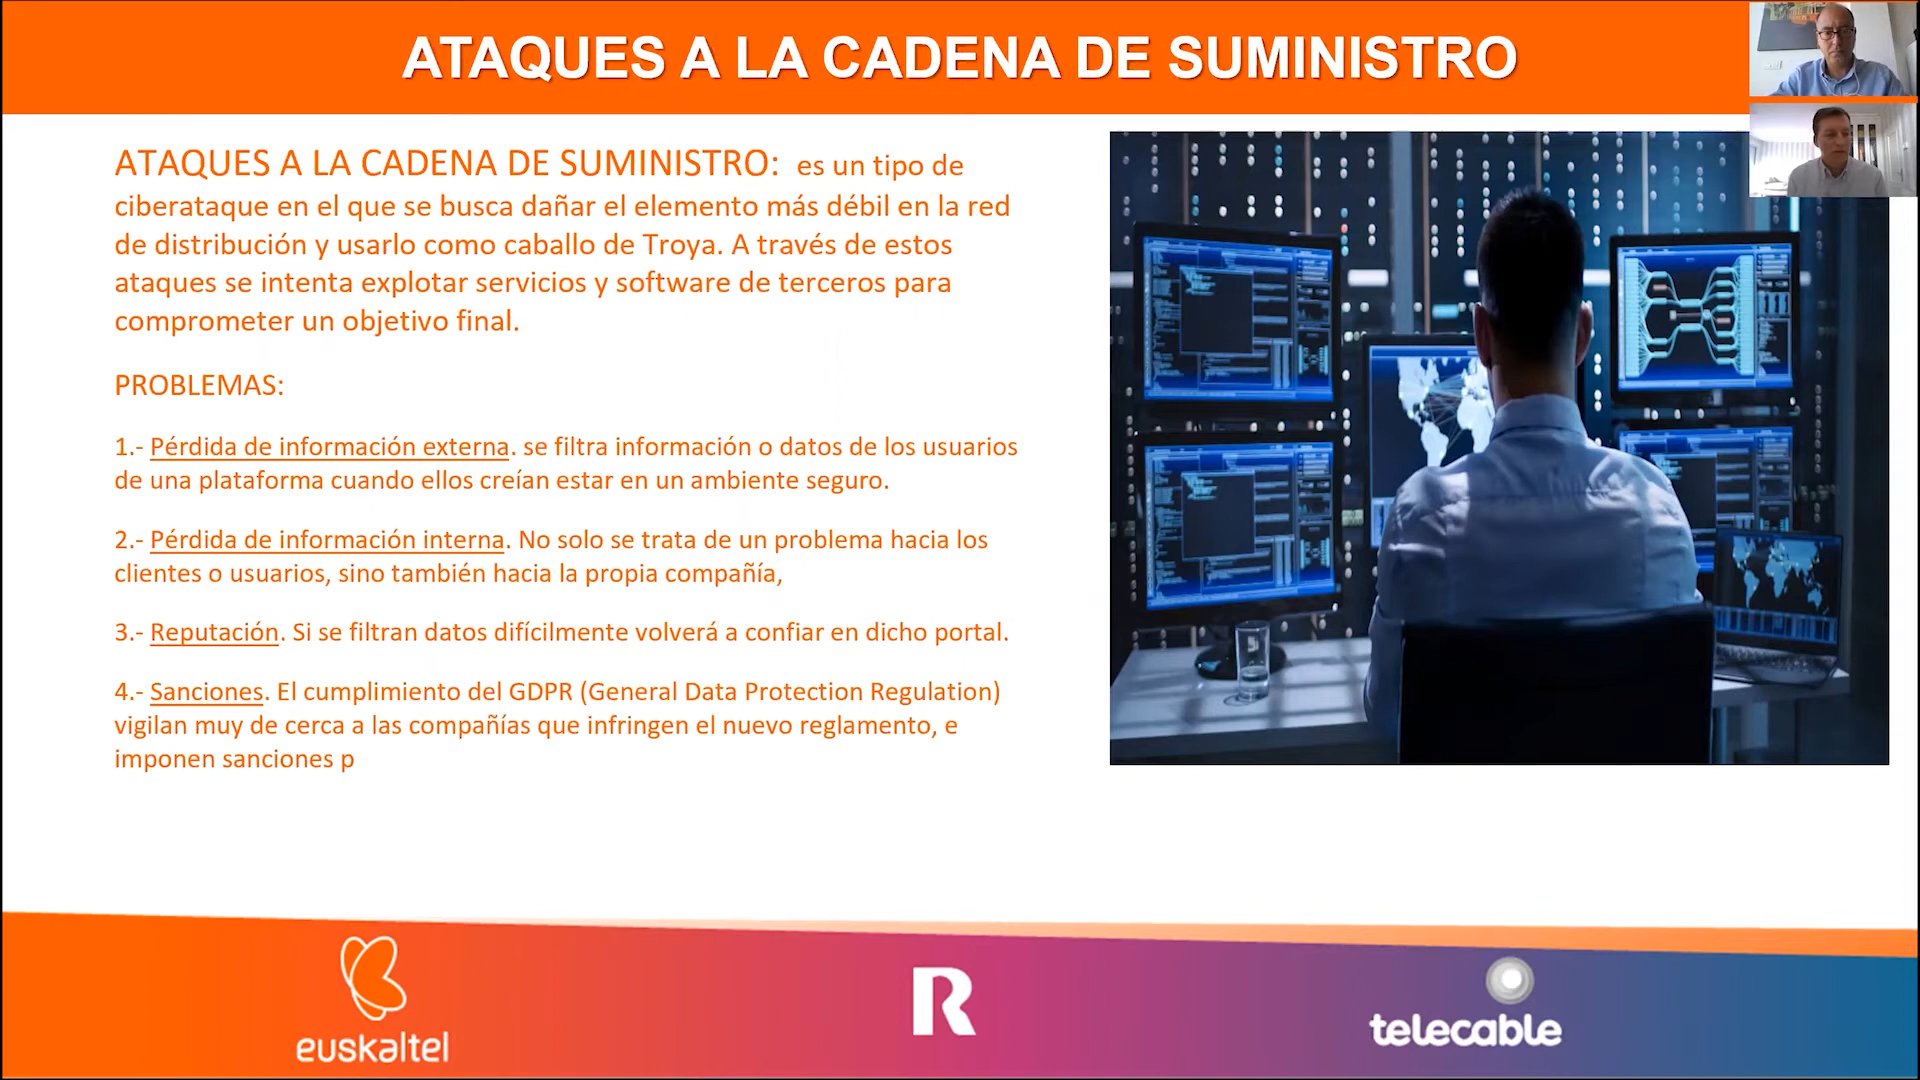 ATAQUES A LA CADENA DE SUMINISTRO
ATAQUES A LA CADENA DE SUMINISTRO: es un tipo de
ciberataque en el que se busca dañar el elemento más débil en la red
de distribución y usarlo como caballo de Troya. A través de estos
ataques se intenta explotar servicios y software de terceros para
comprometer un objetivo final.
PROBLEMAS:
1.- Pérdida de información externa. se filtra información o datos de los usuarios
de una plataforma cuando ellos creían estar en un ambiente seguro.
2.- Pérdida de información interna. No solo se trata de un problema hacia los
clientes o usuarios, sino también hacia la propia compañía,
3.- Reputación. Si se filtran datos difícilmente volverá a confiar en dicho portal.
4.- Sanciones. El cumplimiento del GDPR (General Data Protection Regulation)
vigilan muy de cerca a las compañías que infringen el nuevo reglamento, e
imponen sanciones p
euskaltel
R
telecable